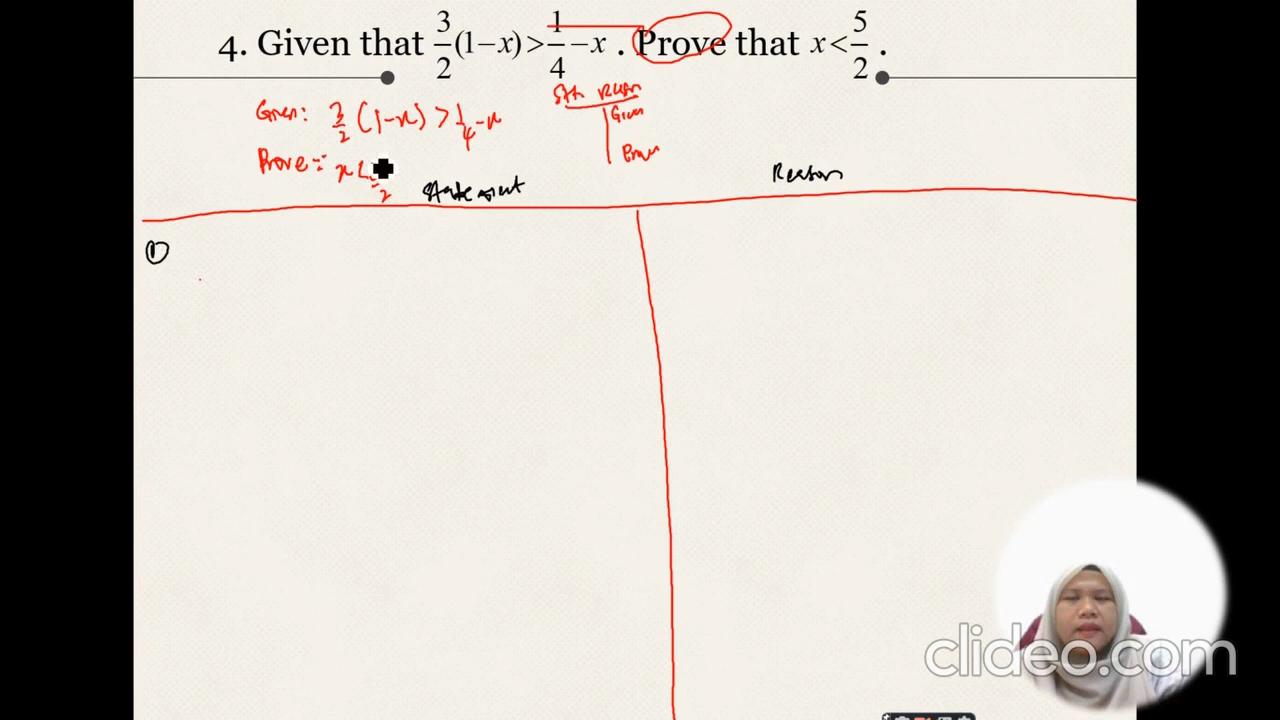 4. Given that 3/2(1−x)>1/4−x . Prove that x<5/2 .
Given: 3/2 (1-x) > 1/4 -x
Stt Reason
Given
Prove
Prove: x < 5/2
Statement Reason
①
clideo.com